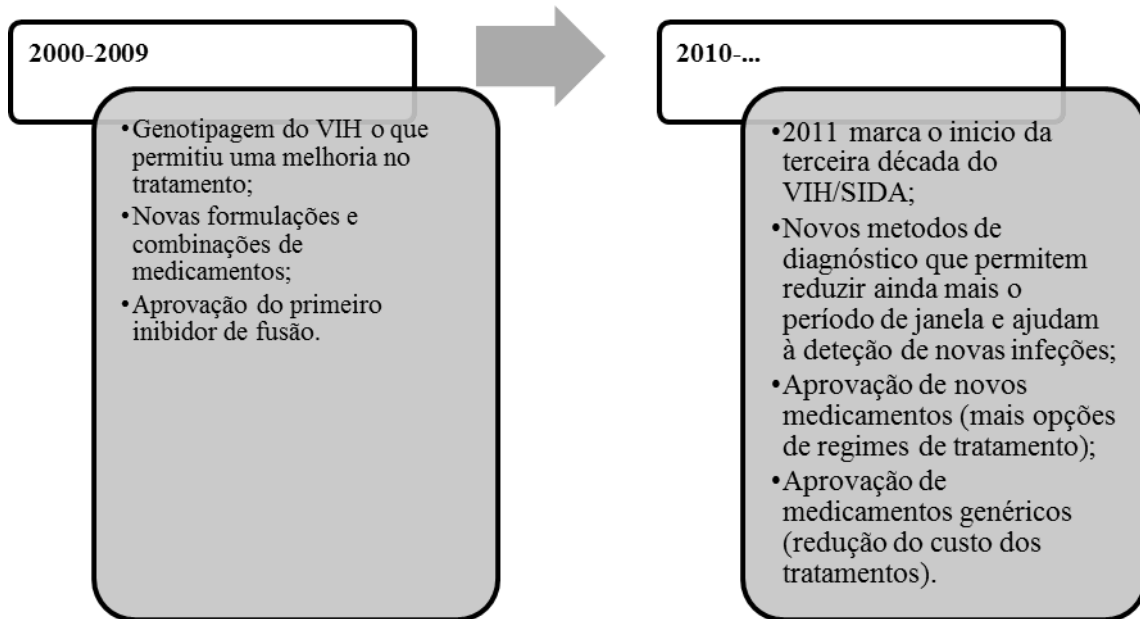 2000-2009
•Genotipagem do VIH o que
permitiu uma melhoria no
tratamento;
•Novas formulações e
combinações de
medicamentos;
•Aprovação do primeiro
inibidor de fusão.
2010-...
•2011 marca o inicio da
terceira década do
VIH/SIDA;
•Novos metodos de
diagnóstico que permitem
reduzir ainda mais o
período de janela e ajudam
à deteção de novas infeções;
•Aprovação de novos
medicamentos (mais opções
de regimes de tratamento);
•Aprovação de
medicamentos genéricos
(redução do custo dos
tratamentos).